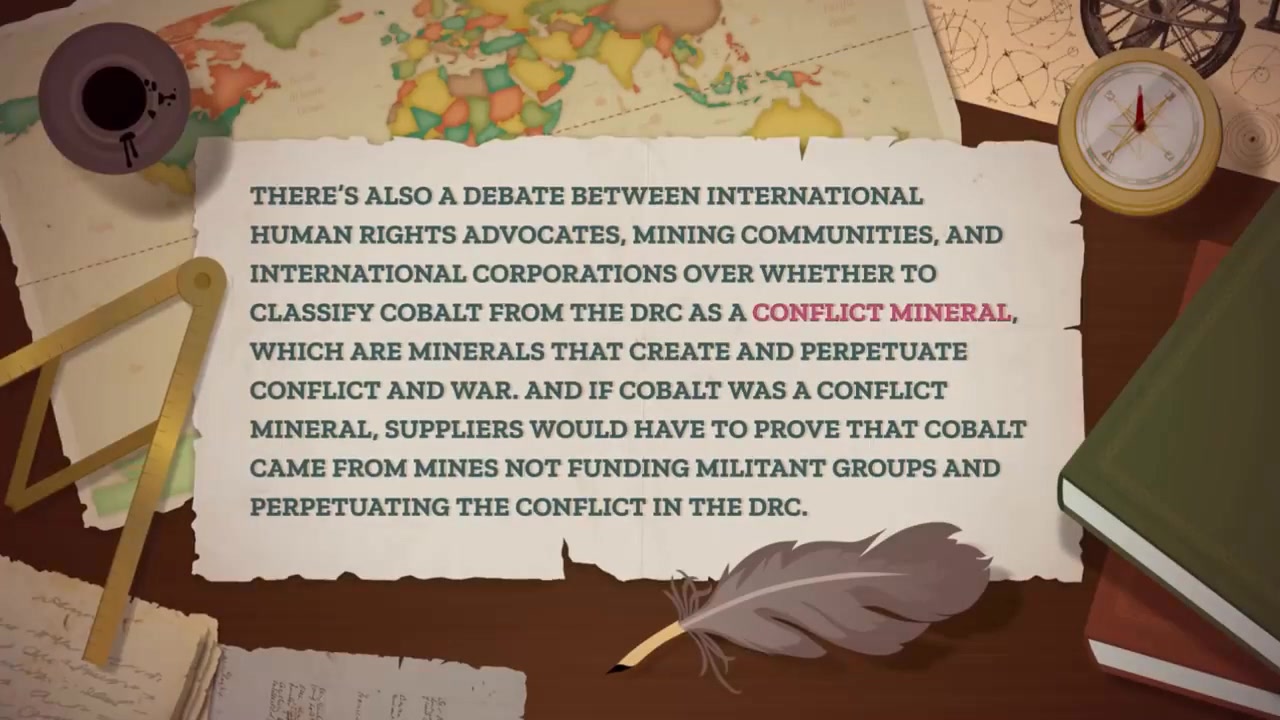 THERE'S ALSO A DEBATE BETWEEN INTERNATIONAL
HUMAN RIGHTS ADVOCATES, MINING COMMUNITIES, AND
INTERNATIONAL CORPORATIONS OVER WHETHER TO
CLASSIFY COBALT FROM THE DRC AS A CONFLICT MINERAL,
WHICH ARE MINERALS THAT CREATE AND PERPETUATE
CONFLICT AND WAR. AND IF COBALT WAS A CONFLICT
MINERAL, SUPPLIERS WOULD HAVE TO PROVE THAT COBALT
CAME FROM MINES NOT FUNDING MILITANT GROUPS AND
PERPETUATING THE CONFLICT IN THE DRC.